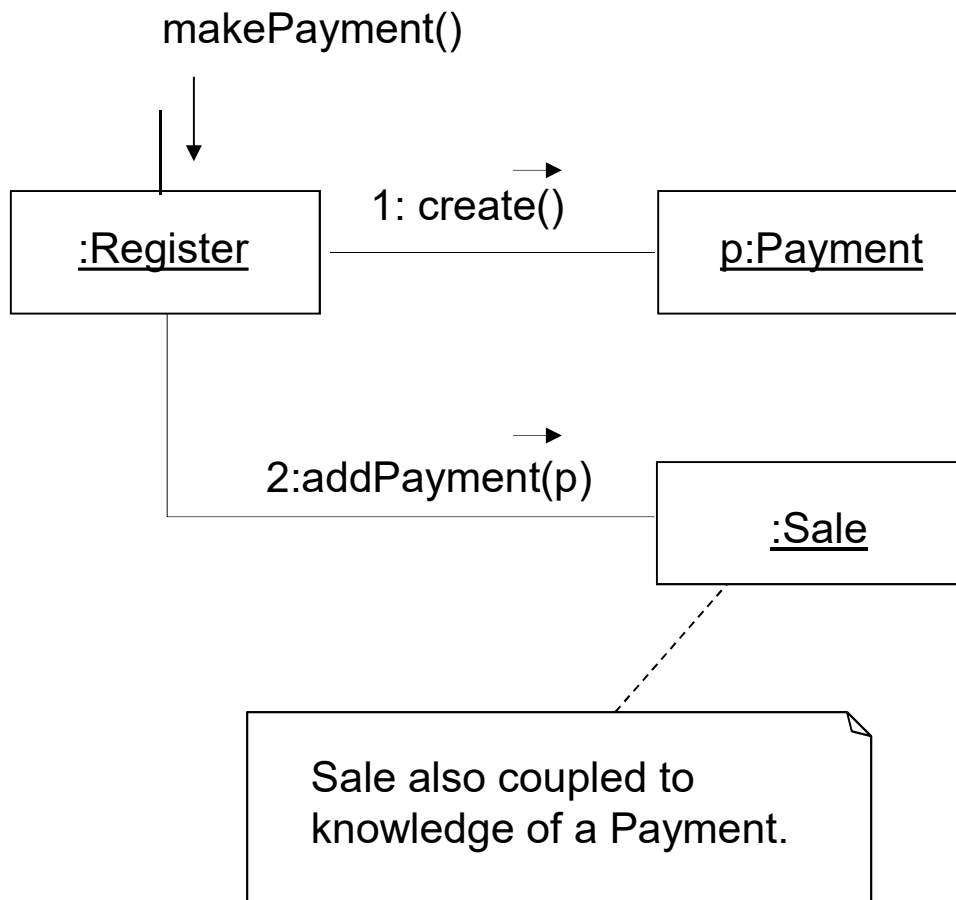 makePayment()
1: create()
:Register
p:Payment
2:addPayment(p)
:Sale
Sale also coupled to
knowledge of a Payment.